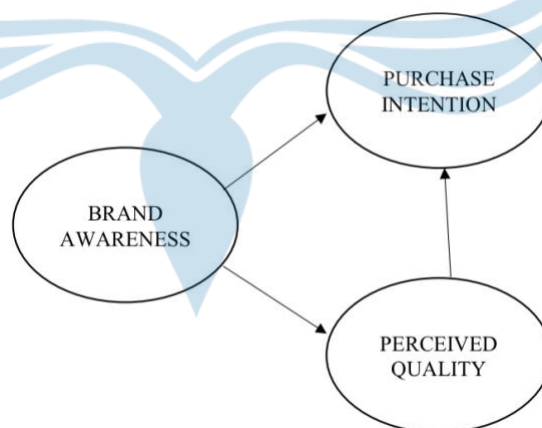 PURCHASE
INTENTION
BRAND
AWARENESS
PERCEIVED
QUALITY